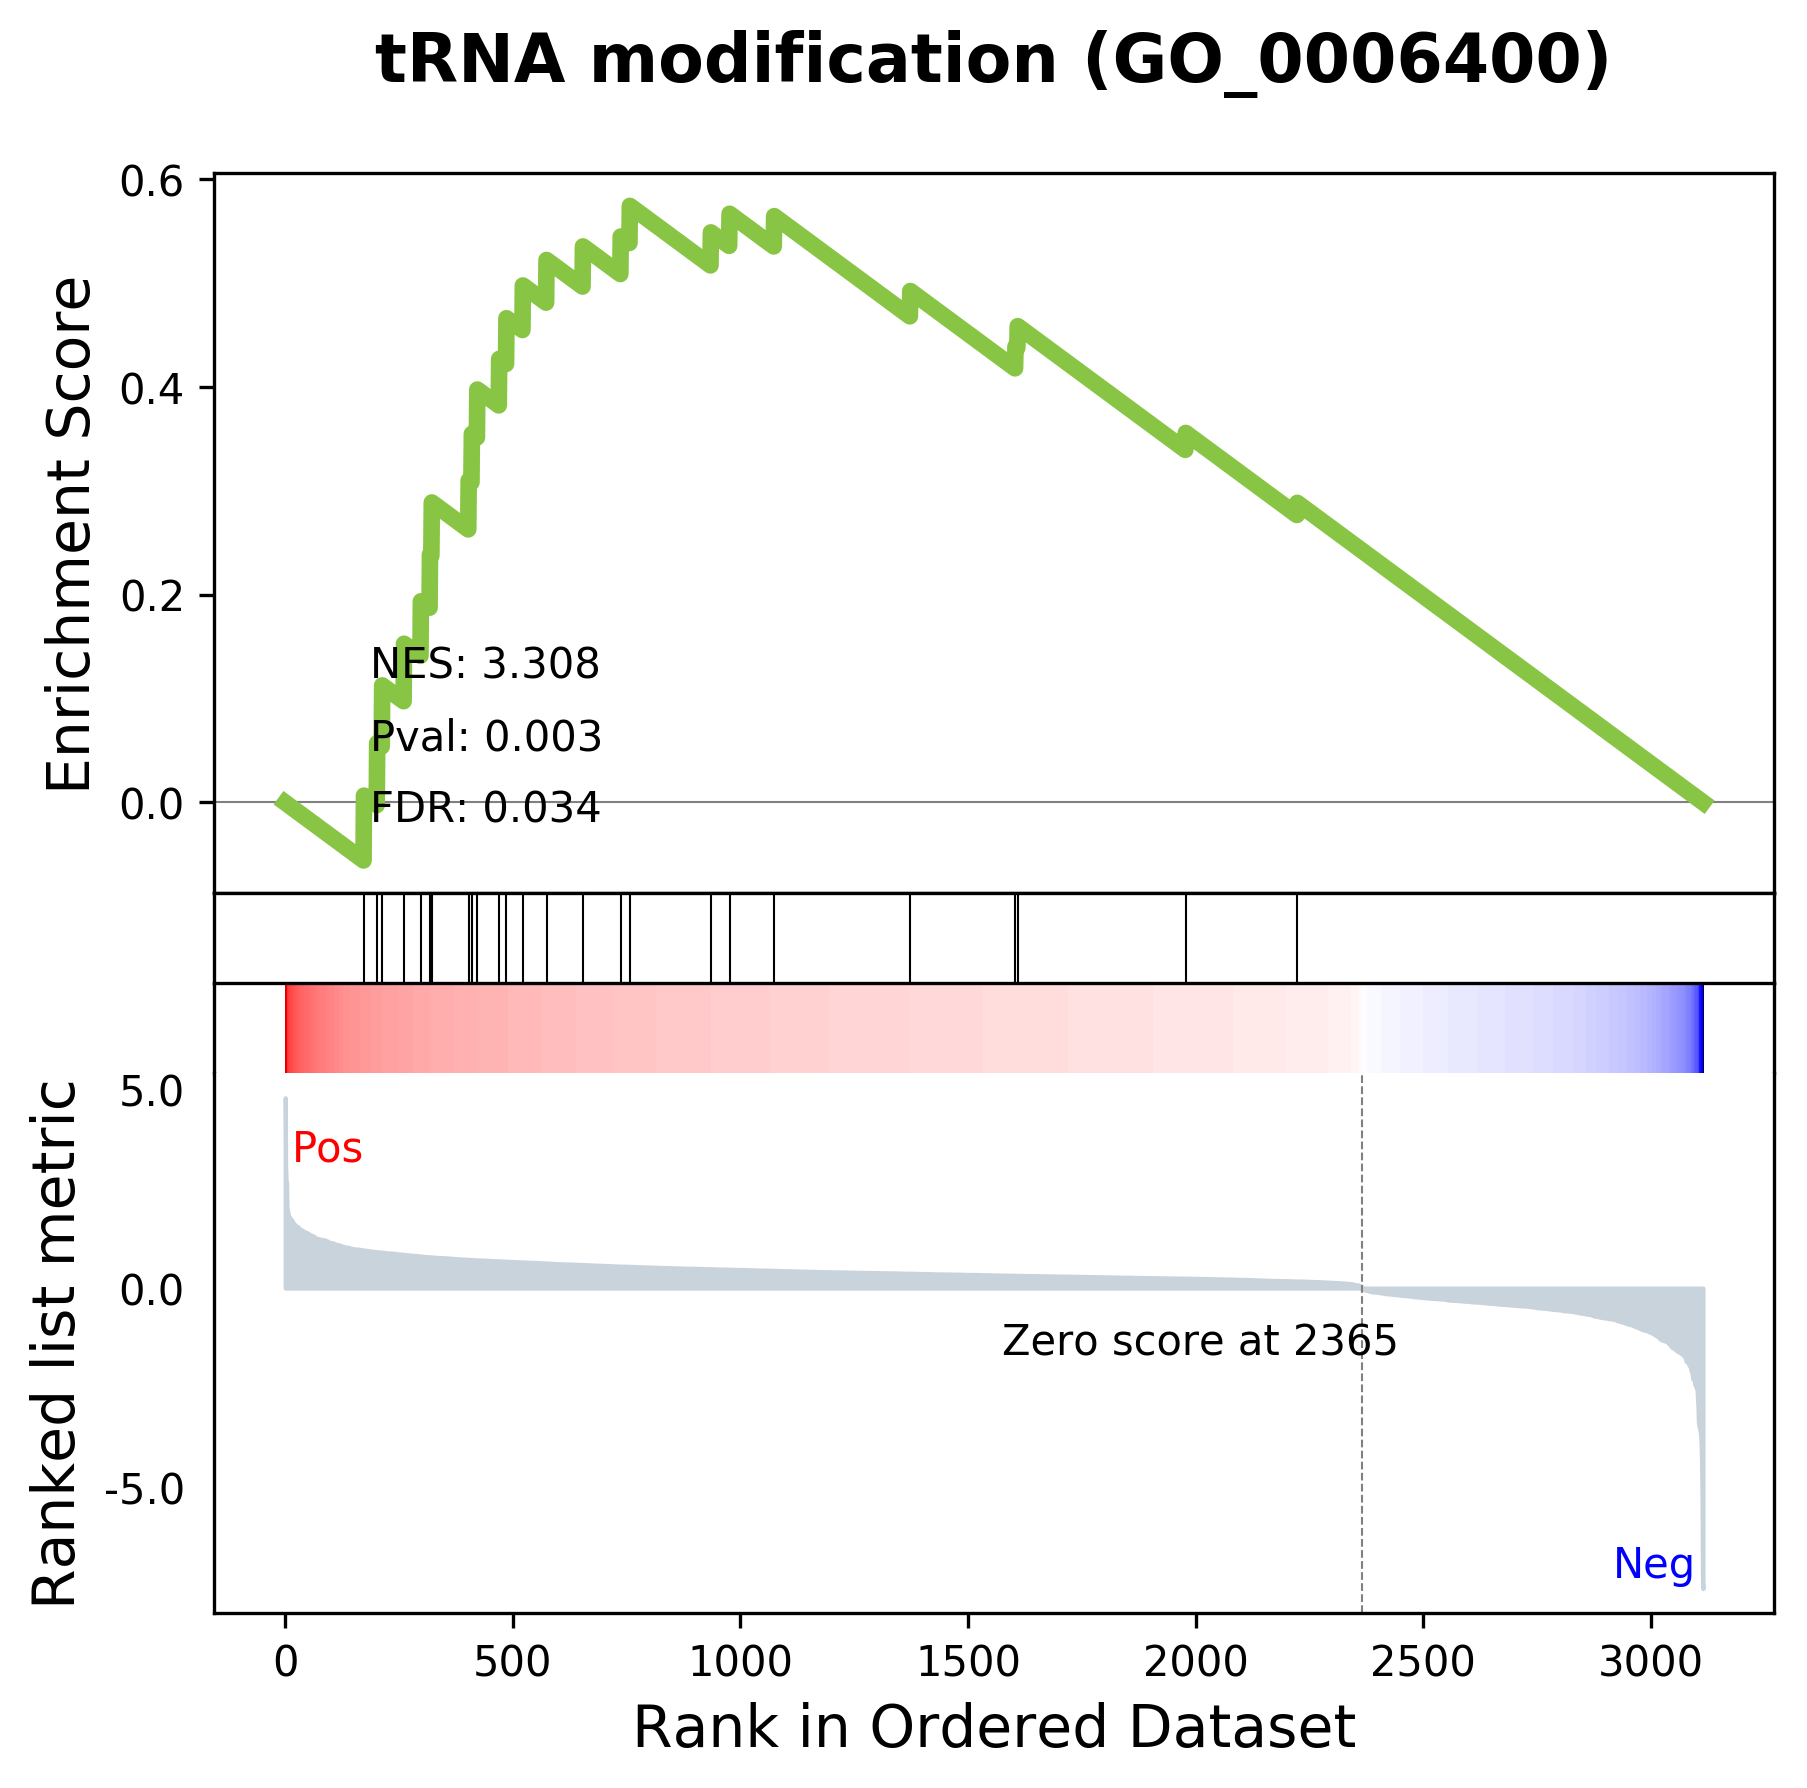 tRNA modification (GO_0006400)
Enrichment Score
0.6
0.4
0.2
0.0
NES: 3.308
Pval: 0.003
FDR: 0.034
Ranked list metric
5.0
0.0
-5.0
Pos
Zero score at 2365
Neg
0 500 1000 1500 2000 2500 3000
Rank in Ordered Dataset